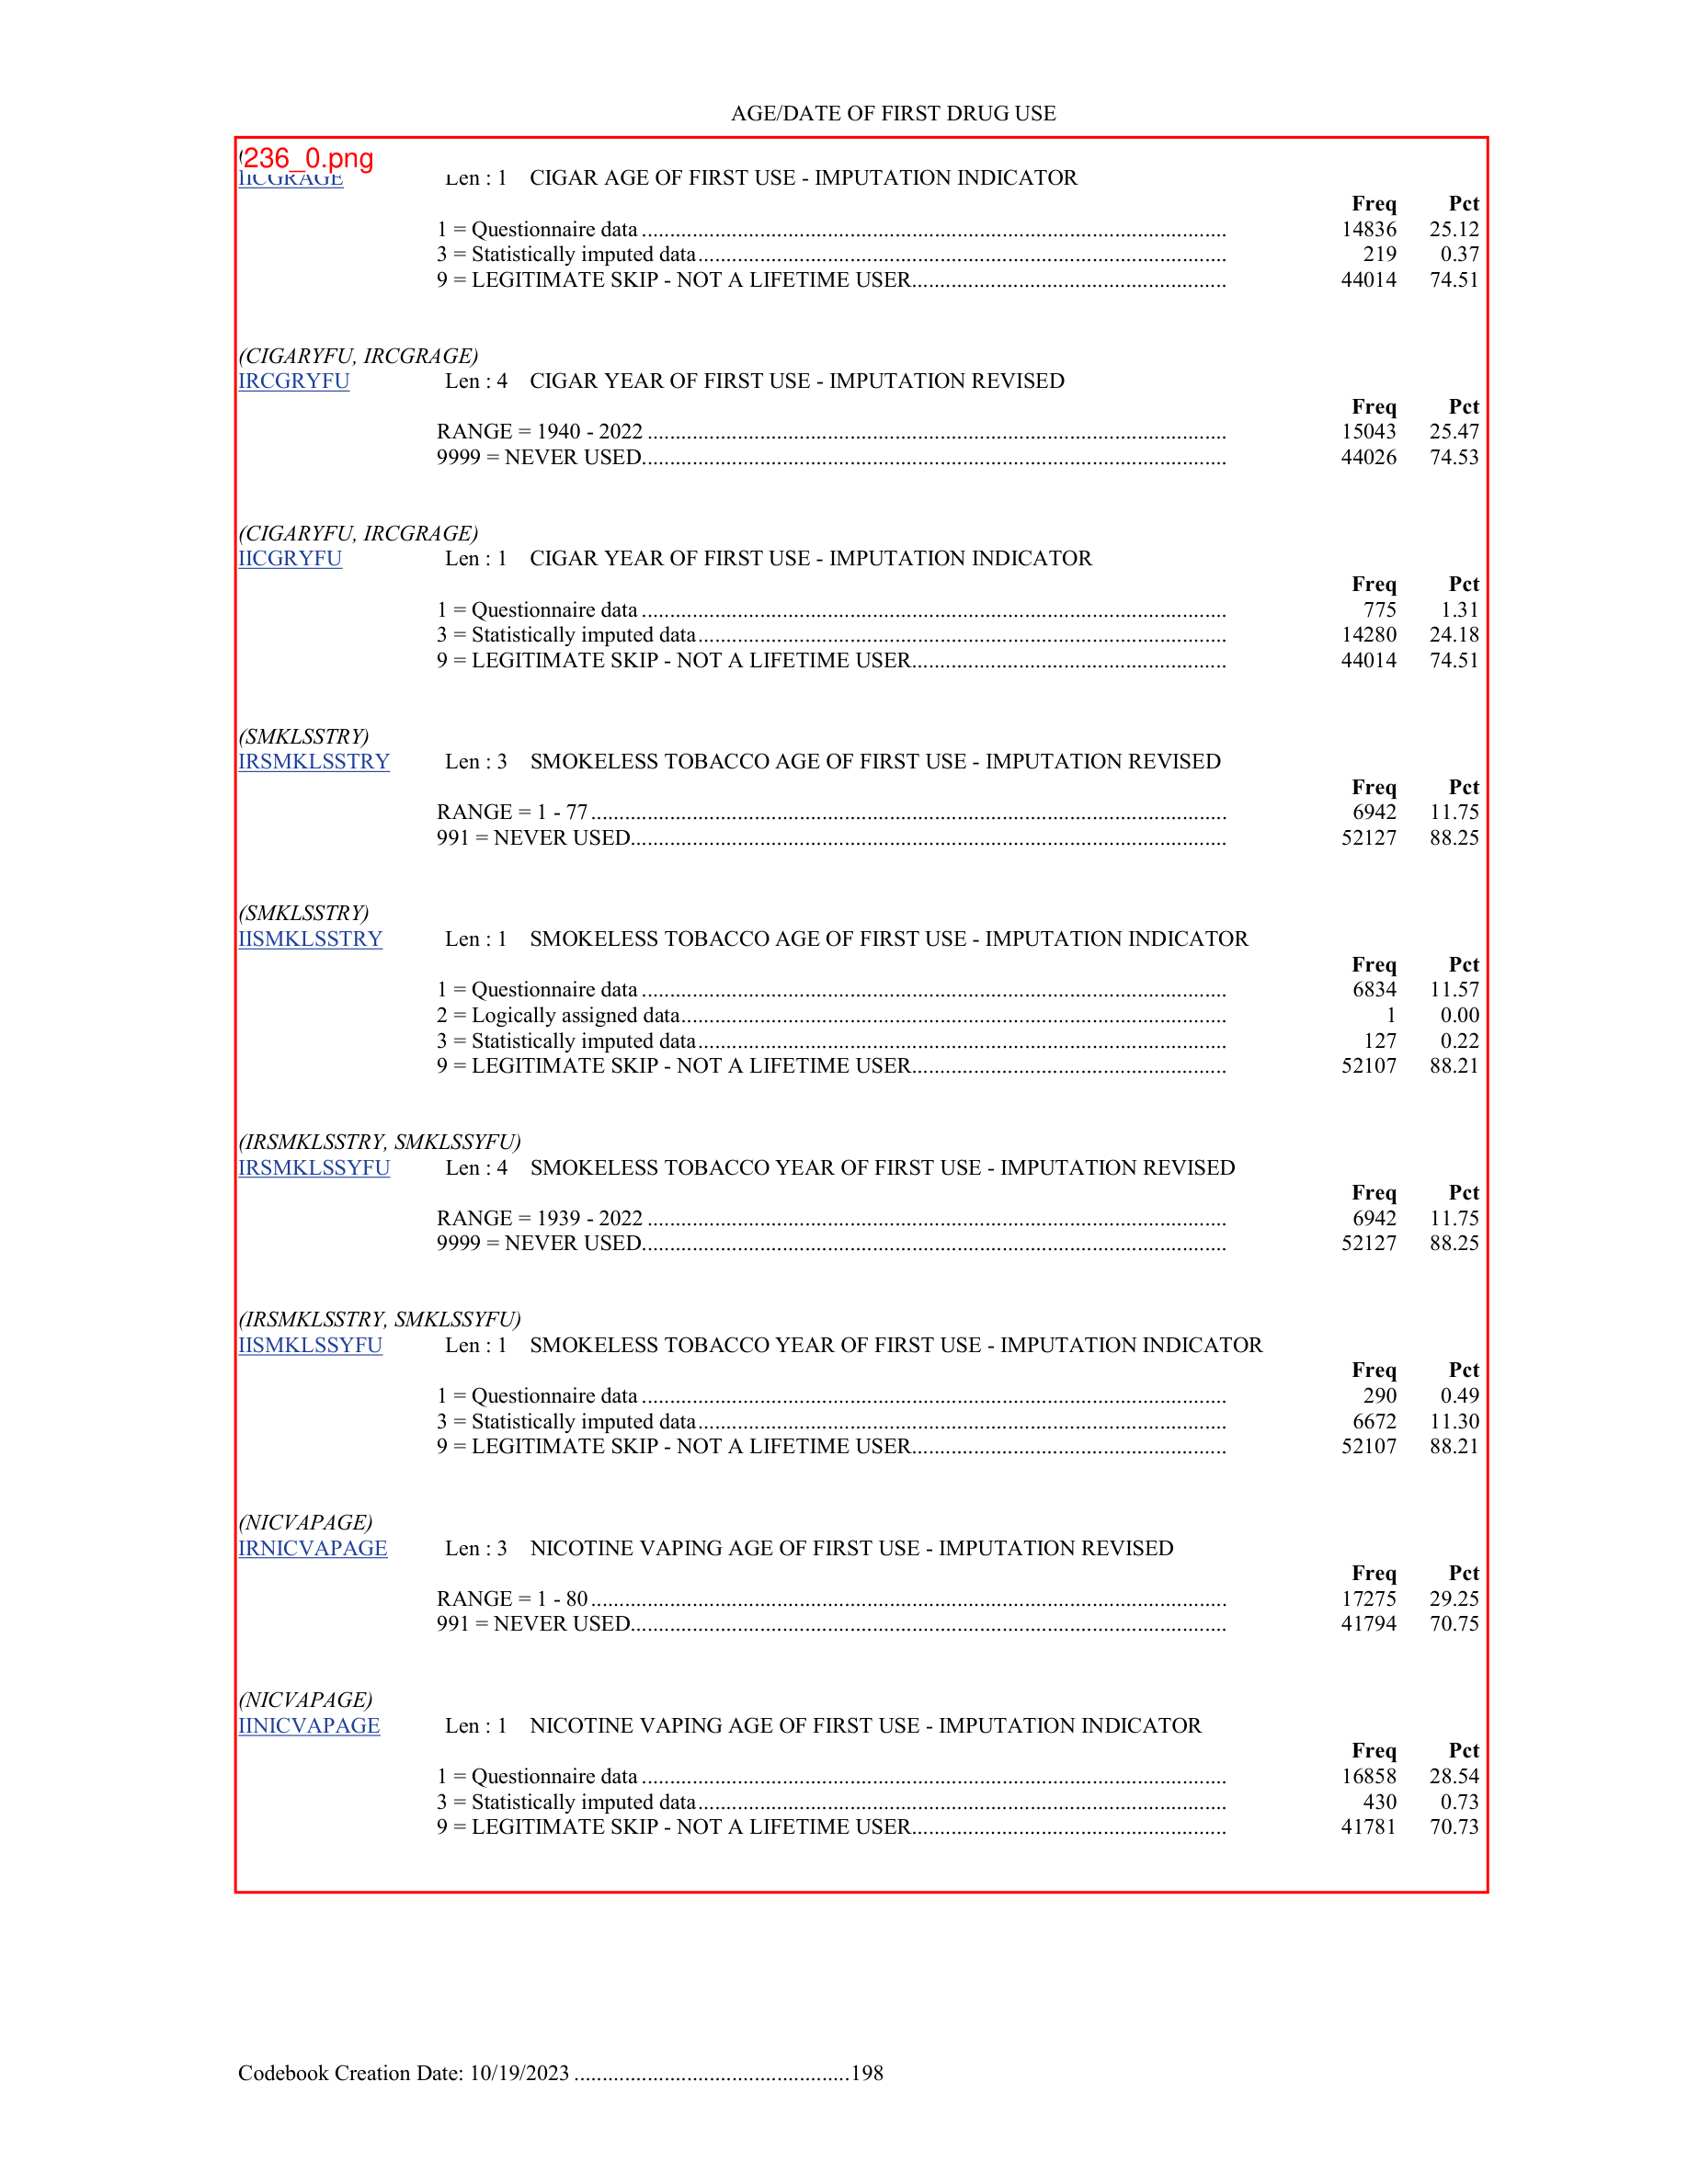 AGE/DATE OF FIRST DRUG USE
236_0.png
IICGRAGE Len : 1 CIGAR AGE OF FIRST USE - IMPUTATION INDICATOR
Freq Pct
1 = Questionnaire data ........ 14836 25.12
3 = Statistically imputed data ........ 219 0.37
9 = LEGITIMATE SKIP - NOT A LIFETIME USER ........ 44014 74.51
(CIGARYFU, IRCGRAGE)
IRCGRYFU Len : 4 CIGAR YEAR OF FIRST USE - IMPUTATION REVISED
Freq Pct
RANGE = 1940 - 2022 ........ 15043 25.47
9999 = NEVER USED ........ 44026 74.53
(CIGARYFU, IRCGRAGE)
IICGRYFU Len : 1 CIGAR YEAR OF FIRST USE - IMPUTATION INDICATOR
Freq Pct
1 = Questionnaire data ........ 775 1.31
3 = Statistically imputed data ........ 14280 24.18
9 = LEGITIMATE SKIP - NOT A LIFETIME USER ........ 44014 74.51
(SMKLSSTRY)
IRSMKLSSTRY Len : 3 SMOKELESS TOBACCO AGE OF FIRST USE - IMPUTATION REVISED
Freq Pct
RANGE = 1 - 77 ........ 6942 11.75
991 = NEVER USED ........ 52127 88.25
(SMKLSSTRY)
IISMKLSSTRY Len : 1 SMOKELESS TOBACCO AGE OF FIRST USE - IMPUTATION INDICATOR
Freq Pct
1 = Questionnaire data ........ 6834 11.57
2 = Logically assigned data ........ 1 0.00
3 = Statistically imputed data ........ 127 0.22
9 = LEGITIMATE SKIP - NOT A LIFETIME USER ........ 52107 88.21
(IRSMKLSSTRY, SMKLSSYFU)
IRSMKLSSYFU Len : 4 SMOKELESS TOBACCO YEAR OF FIRST USE - IMPUTATION REVISED
Freq Pct
RANGE = 1939 - 2022 ........ 6942 11.75
9999 = NEVER USED ........ 52127 88.25
(IRSMKLSSTRY, SMKLSSYFU)
IISMKLSSYFU Len : 1 SMOKELESS TOBACCO YEAR OF FIRST USE - IMPUTATION INDICATOR
Freq Pct
1 = Questionnaire data ........ 290 0.49
3 = Statistically imputed data ........ 6672 11.30
9 = LEGITIMATE SKIP - NOT A LIFETIME USER ........ 52107 88.21
(NICVAPAGE)
IRNICVAPAGE Len : 3 NICOTINE VAPING AGE OF FIRST USE - IMPUTATION REVISED
Freq Pct
RANGE = 1 - 80 ........ 17275 29.25
991 = NEVER USED ........ 41794 70.75
(NICVAPAGE)
IINICVAPAGE Len : 1 NICOTINE VAPING AGE OF FIRST USE - IMPUTATION INDICATOR
Freq Pct
1 = Questionnaire data ........ 16858 28.54
3 = Statistically imputed data ........ 430 0.73
9 = LEGITIMATE SKIP - NOT A LIFETIME USER ........ 41781 70.73
Codebook Creation Date: 10/19/2023 ........ 198